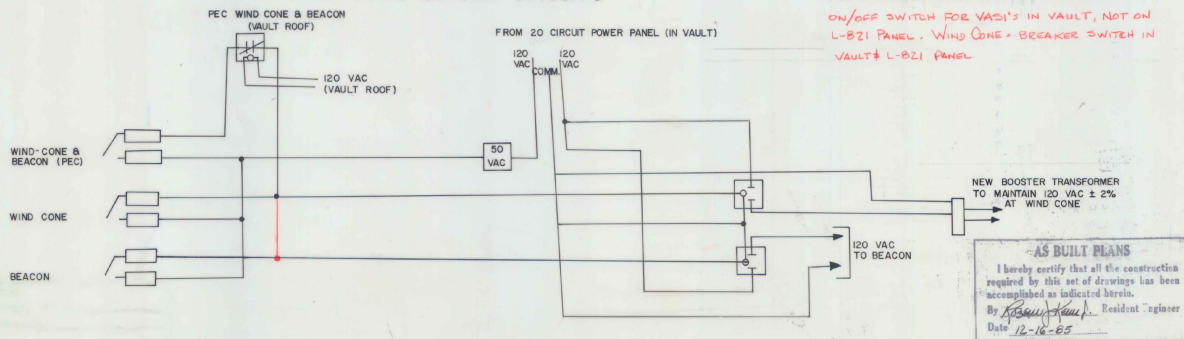 PEC WIND CONE & BEACON
(VAULT ROOF)
120 VAC
(VAULT ROOF)
FROM 20 CIRCUIT POWER PANEL (IN VAULT)
120
VAC
COMM.
120
VAC
ON/OFF SWITCH FOR VASI'S IN VAULT, NOT ON
L-821 PANEL. WIND CONE - BREAKER SWITCH IN
VAULT & L-821 PANEL
WIND-CONE &
BEACON (PEC)
50
VAC
WIND CONE
BEACON
NEW BOOSTER TRANSFORMER
TO MAINTAIN 120 VAC ± 2%
AT WIND CONE
120 VAC
TO BEACON
AS BUILT PLANS
I hereby certify that all the construction
required by this set of drawings has been
accomplished as indicated herein.
By Resident Engineer
Date 12-16-85